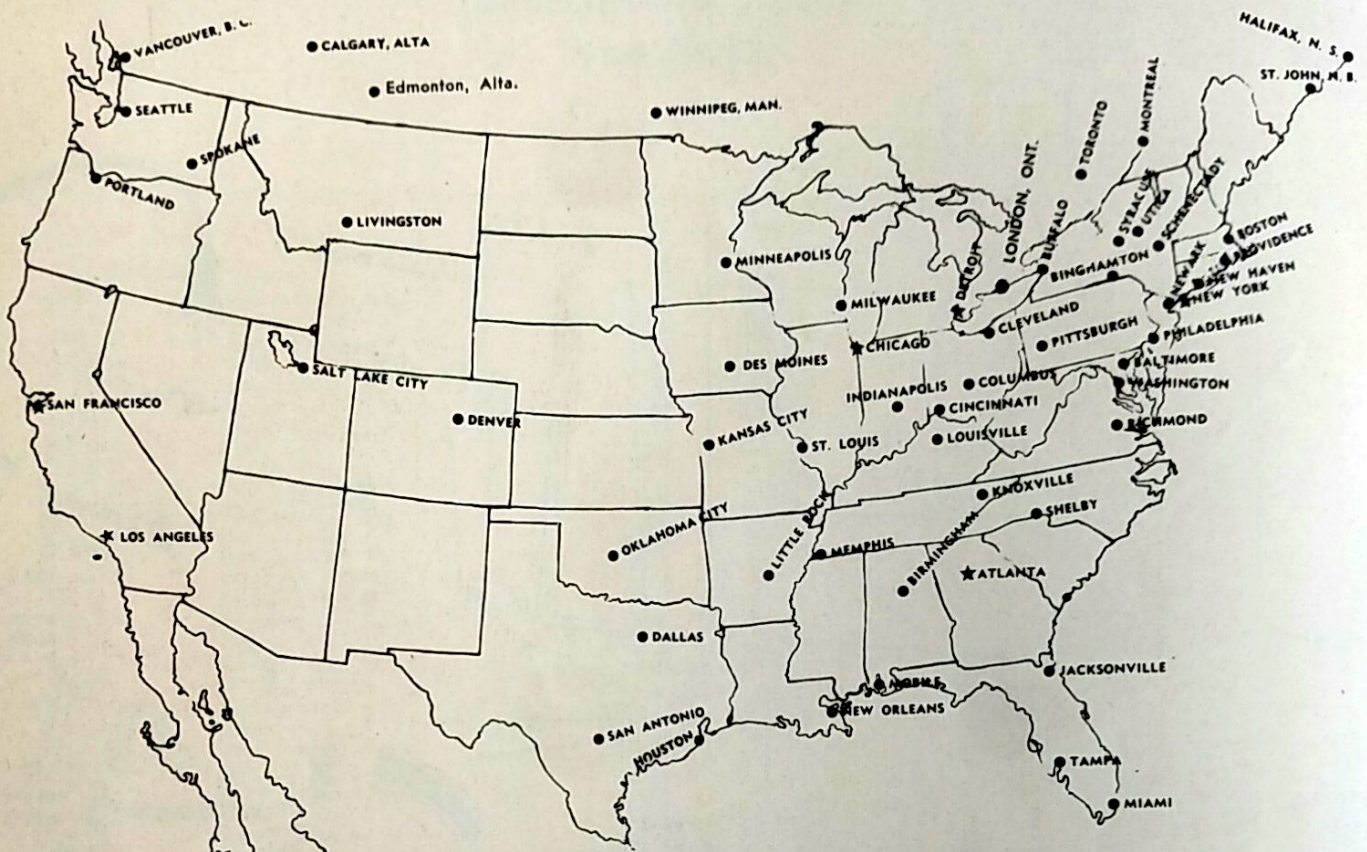 HALIFAX, N. S.
VANCOUVER, B. C.
CALGARY, ALTA
ST. JOHN, N. B.
Edmonton, Alta.
MONTREAL
SEATTLE
WINNIPEG, MAN.
TORONTO
SPOKANE
PORTLAND
LONDON, ONT.
SYRACUSE
UTICA
SCHENECTADY
LIVINGSTON
BUFFALO
BOSTON
PROVIDENCE
MINNEAPOLIS
DETROIT
BINGHAMTON
NEWARK
NEW HAVEN
NEW YORK
MILWAUKEE
CLEVELAND
PITTSBURGH
PHILADELPHIA
CHICAGO
DES MOINES
BALTIMORE
SALT LAKE CITY
INDIANAPOLIS
COLUMBUS
WASHINGTON
SAN FRANCISCO
CINCINNATI
DENVER
KANSAS CITY
ST. LOUIS
LOUISVILLE
RICHMOND
KNOXVILLE
SHELBY
LOS ANGELES
OKLAHOMA CITY
LITTLE ROCK
MEMPHIS
BIRMINGHAM
ATLANTA
DALLAS
JACKSONVILLE
MOBILE
NEW ORLEANS
SAN ANTONIO
HOUSTON
TAMPA
MIAMI